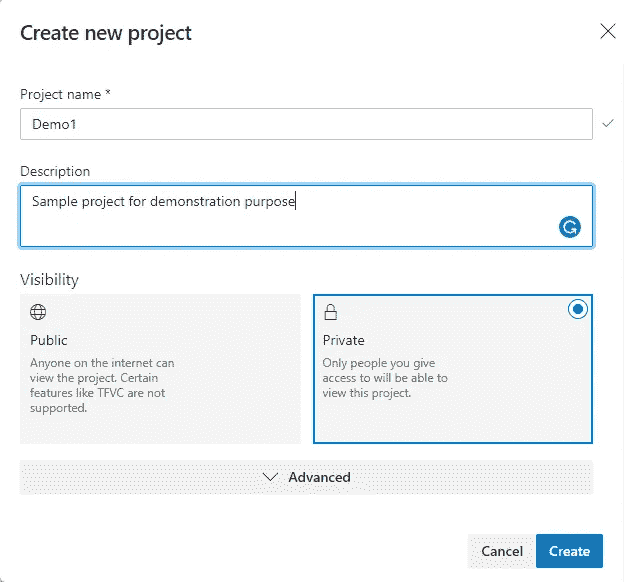 Create new project
Project name *
Demo1
Description
Sample project for demonstration purpose
Visibility
Public
Anyone on the internet can
view the project. Certain
features like TFVC are not
supported.
Private
Only people you give
access to will be able to
view this project.
Advanced
Cancel
Create